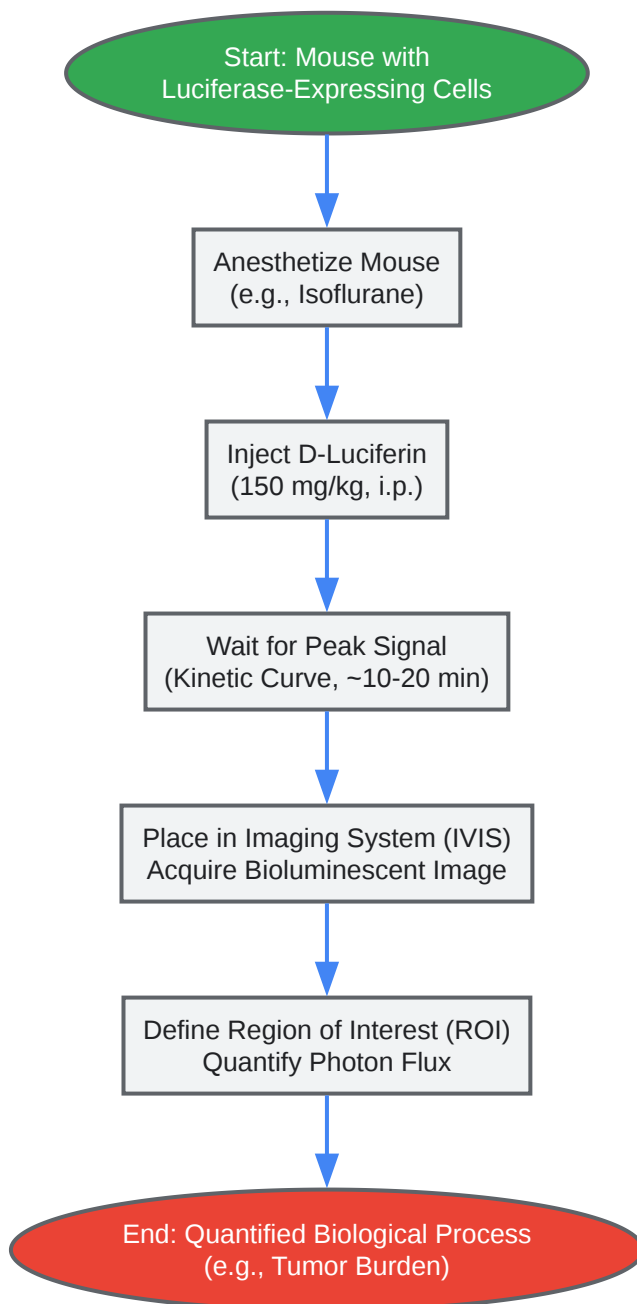 Start: Mouse with
Luciferase-Expressing Cells
Anesthetize Mouse
(e.g., Isoflurane)
Inject D-Luciferin
(150 mg/kg, i.p.)
Wait for Peak Signal
(Kinetic Curve, ~10-20 min)
Place in Imaging System (IVIS)
Acquire Bioluminescent Image
Define Region of Interest (ROI)
Quantify Photon Flux
End: Quantified Biological Process
(e.g., Tumor Burden)